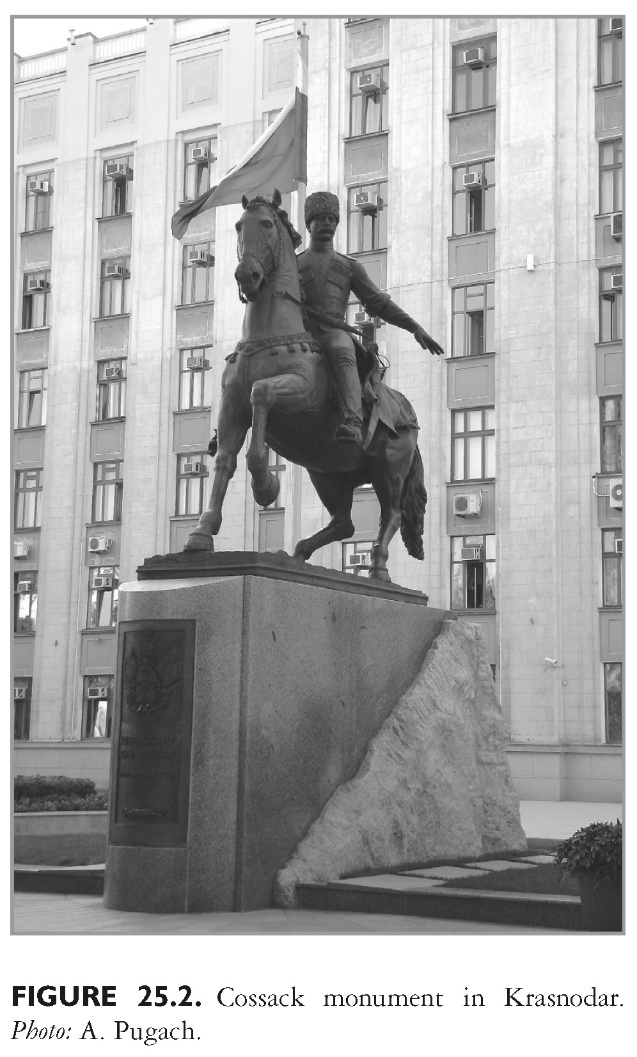 FIGURE 25.2. Cossack monument in Krasnodar.
Photo: A. Pugach.